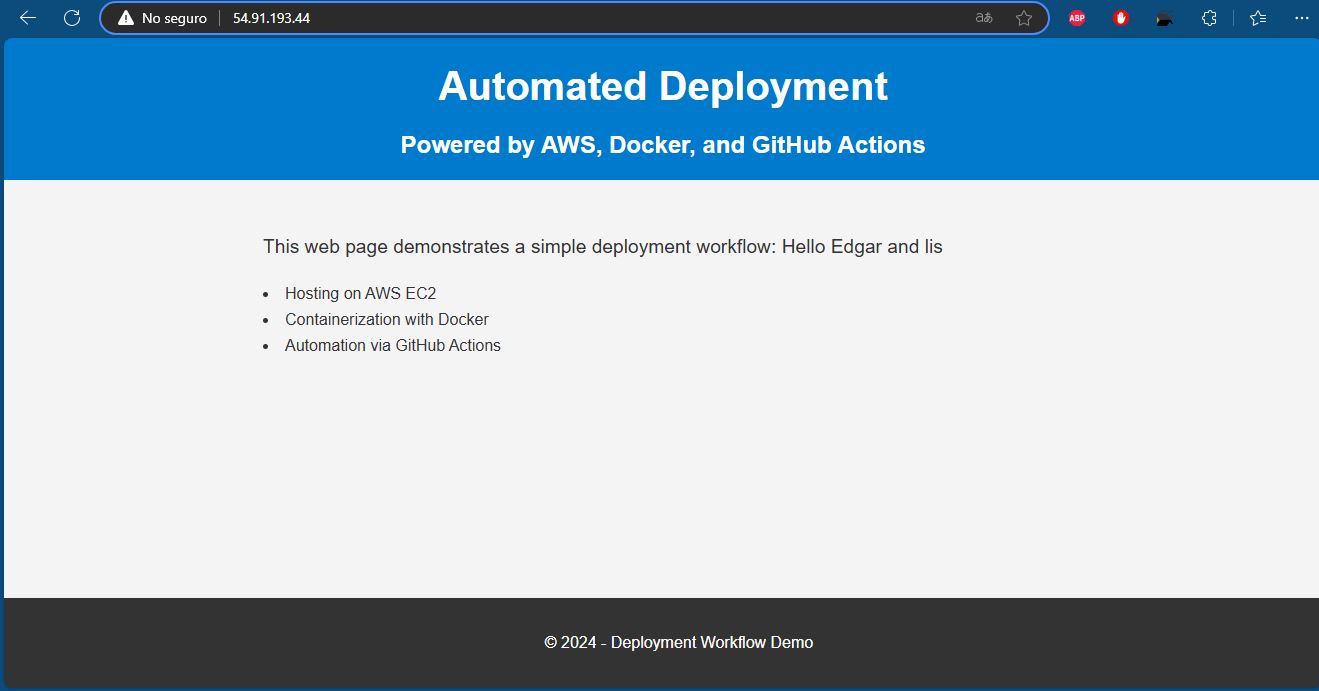 No seguro 54.91.193.44 aあ ABP
Automated Deployment
Powered by AWS, Docker, and GitHub Actions
This web page demonstrates a simple deployment workflow: Hello Edgar and lis
Hosting on AWS EC2
Containerization with Docker
Automation via GitHub Actions
© 2024 - Deployment Workflow Demo